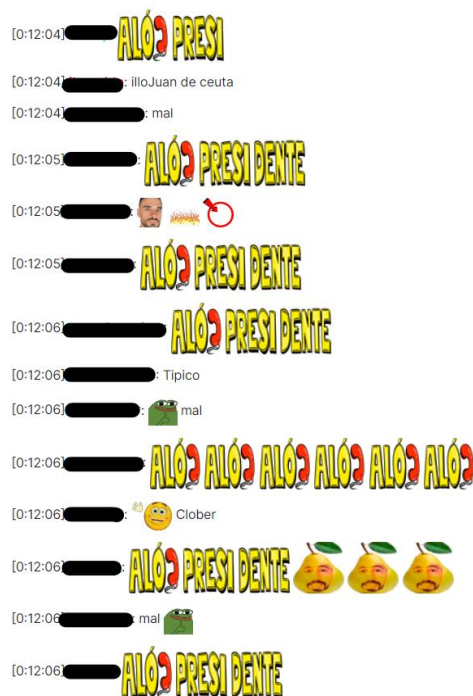 [0:12:04] ALÓ PRESI
[0:12:04] : illoJuan de ceuta
[0:12:04] : mal
[0:12:05] : ALÓ PRESI DENTE
[0:12:05] :
[0:12:05] : ALÓ PRESI DENTE
[0:12:06] ALÓ PRESI DENTE
[0:12:06] : Tipico
[0:12:06] : mal
[0:12:06] : ALÓ ALÓ ALÓ ALÓ ALÓ ALÓ
[0:12:06] : Clober
[0:12:06] : ALÓ PRESI DENTE
[0:12:06] : mal
[0:12:06] ALÓ PRESI DENTE